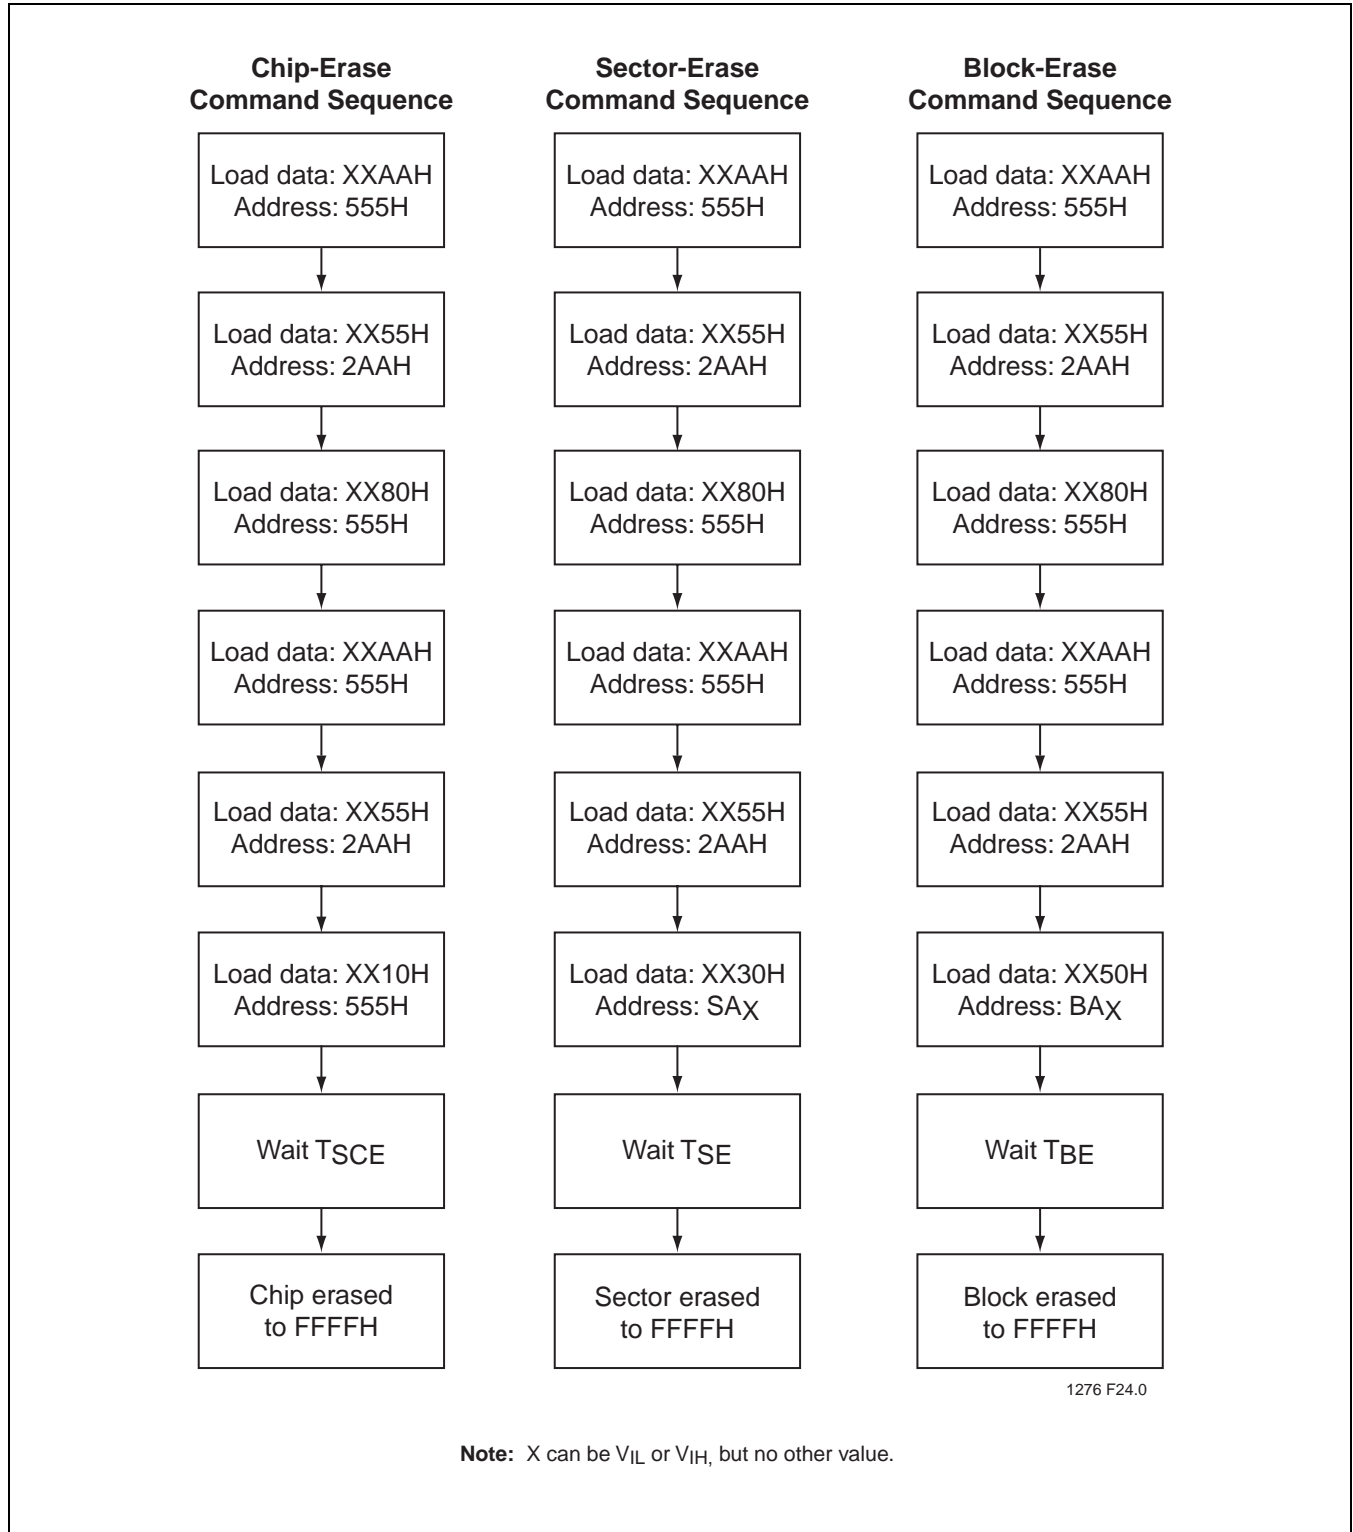 Chip-Erase
Command Sequence
Load data: XXAAH
Address: 555H
Load data: XX55H
Address: 2AAH
Load data: XX80H
Address: 555H
Load data: XXAAH
Address: 555H
Load data: XX55H
Address: 2AAH
Load data: XX10H
Address: 555H
Wait TSCE
Chip erased
to FFFFH
Sector-Erase
Command Sequence
Load data: XXAAH
Address: 555H
Load data: XX55H
Address: 2AAH
Load data: XX80H
Address: 555H
Load data: XXAAH
Address: 555H
Load data: XX55H
Address: 2AAH
Load data: XX30H
Address: SAX
Wait TSE
Sector erased
to FFFFH
Block-Erase
Command Sequence
Load data: XXAAH
Address: 555H
Load data: XX55H
Address: 2AAH
Load data: XX80H
Address: 555H
Load data: XXAAH
Address: 555H
Load data: XX55H
Address: 2AAH
Load data: XX50H
Address: BAX
Wait TBE
Block erased
to FFFFH
1276 F24.0
Note: X can be VIL or VIH, but no other value.